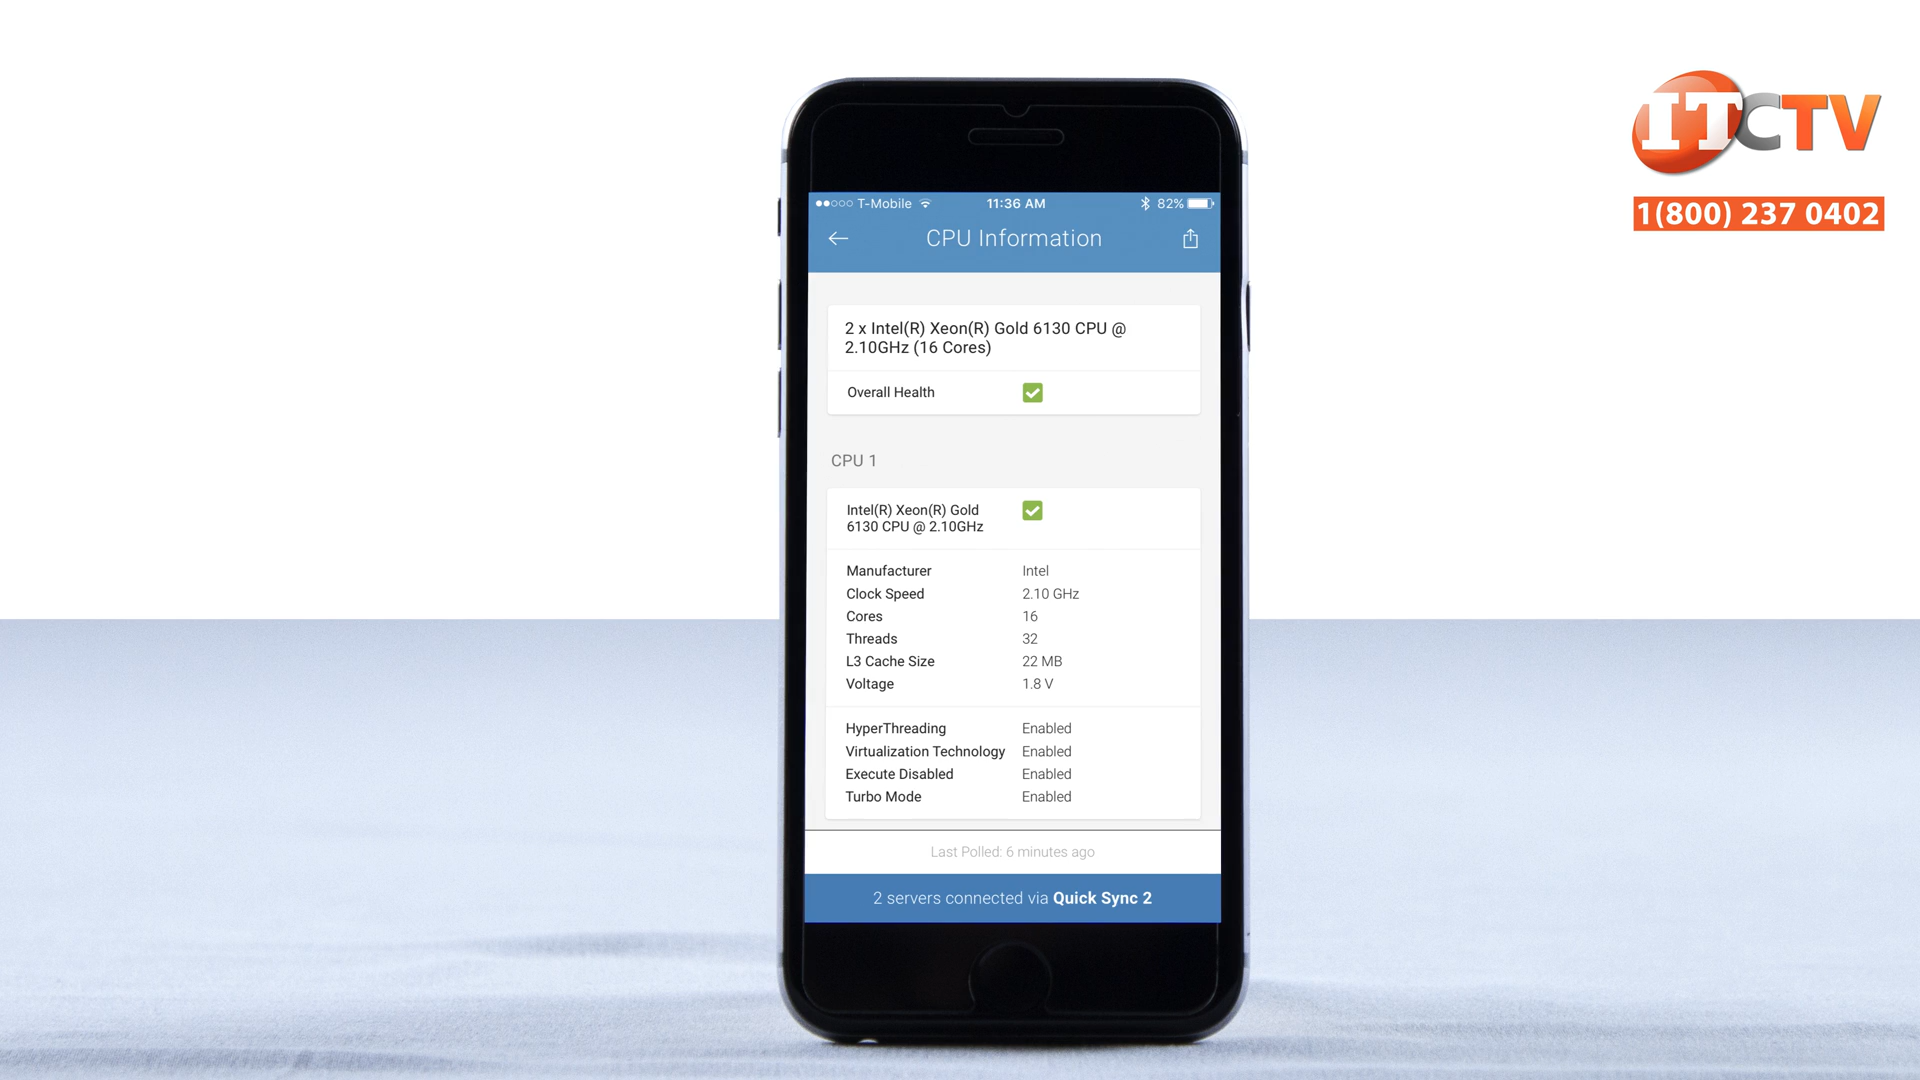 ITCTV
1(800) 237 0402
T-Mobile 11:36 AM 82%
CPU Information
2 x Intel(R) Xeon(R) Gold 6130 CPU @
2.10GHz (16 Cores)
Overall Health
CPU 1
Intel(R) Xeon(R) Gold
6130 CPU @ 2.10GHz
Manufacturer Intel
Clock Speed 2.10 GHz
Cores 16
Threads 32
L3 Cache Size 22 MB
Voltage 1.8 V
HyperThreading Enabled
Virtualization Technology Enabled
Execute Disabled Enabled
Turbo Mode Enabled
Last Polled: 6 minutes ago
2 servers connected via Quick Sync 2